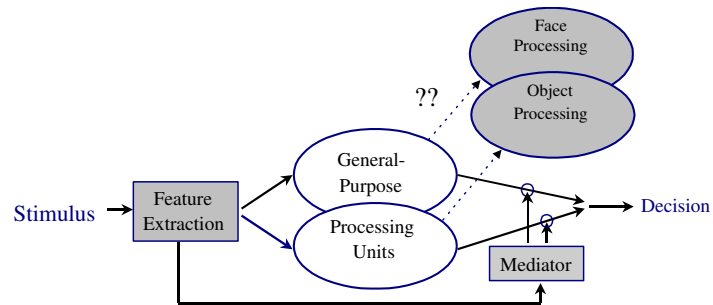 Face
Processing
Object
Processing
??
General-
Purpose
Processing
Units
Stimulus
Feature
Extraction
Decision
Mediator